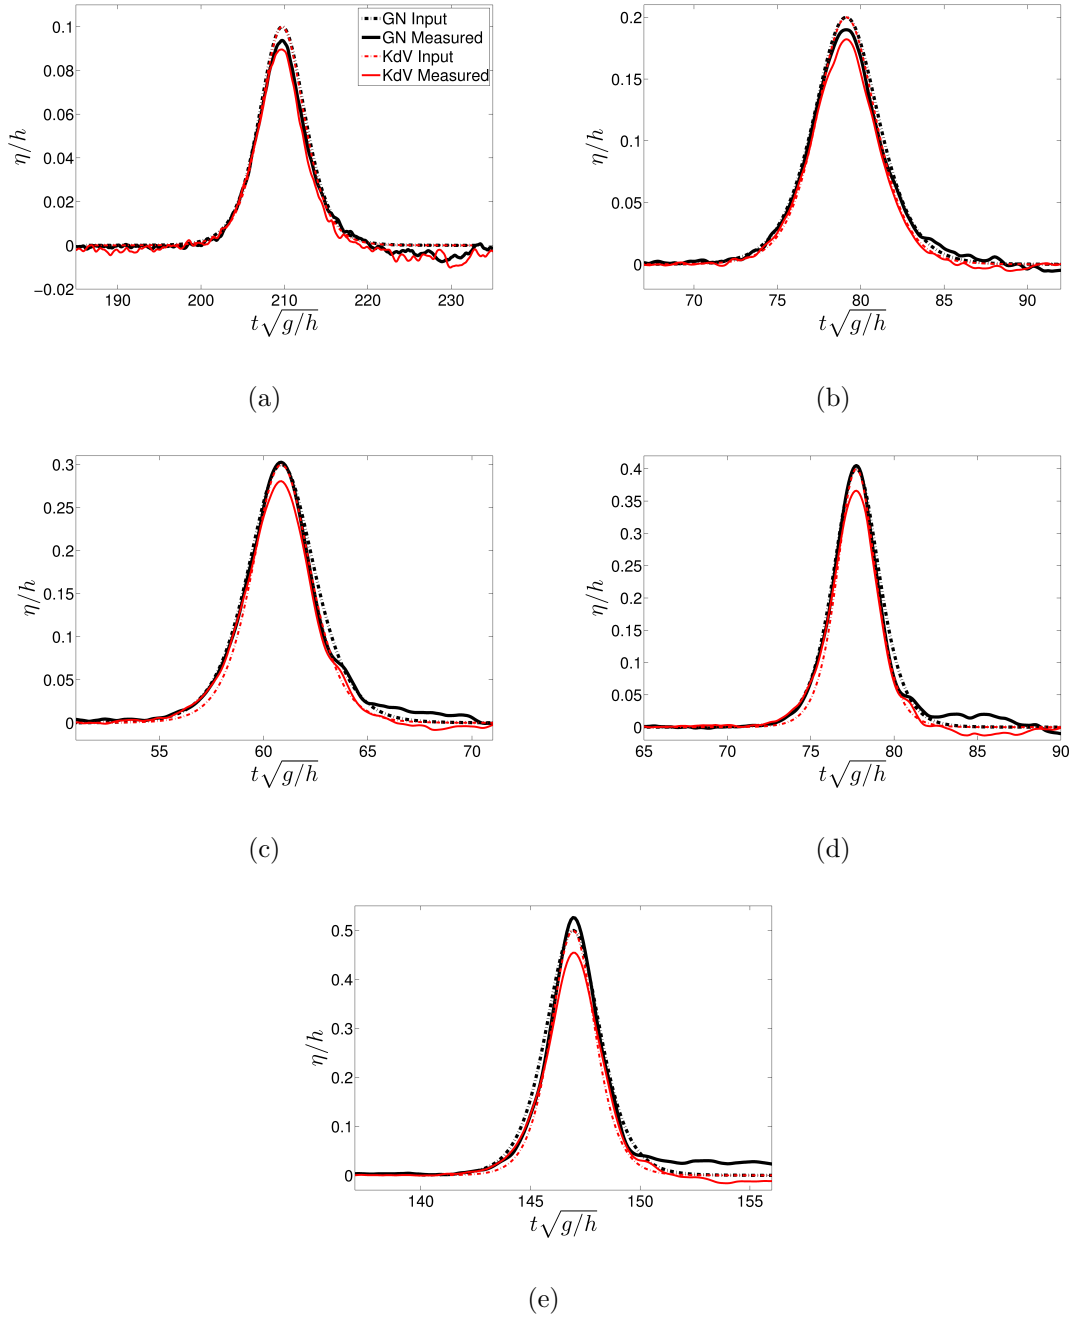 GN Input
GN Measured
KdV Input
KdV Measured
0.1
0.08
0.06
0.04
0.02
0
−0.02
η/h
190 200 210 220 230
t√g/h
(a)
0.2
0.15
0.1
0.05
0
η/h
70 75 80 85 90
t√g/h
(b)
0.3
0.25
0.2
0.15
0.1
0.05
0
η/h
55 60 65 70
t√g/h
(c)
0.4
0.35
0.3
0.25
0.2
0.15
0.1
0.05
0
η/h
65 70 75 80 85 90
t√g/h
(d)
0.5
0.4
0.3
0.2
0.1
0
η/h
140 145 150 155
t√g/h
(e)